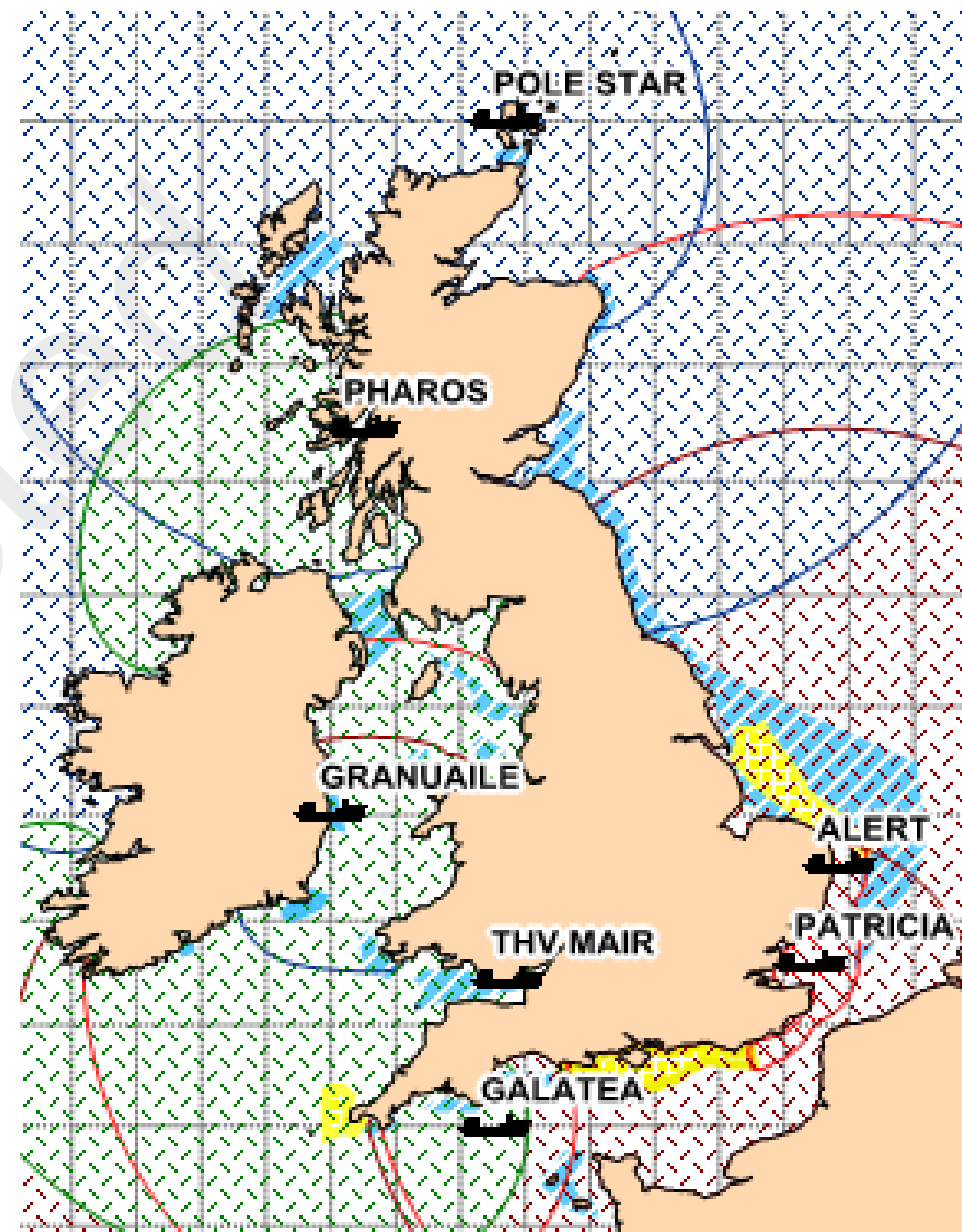 POLE STAR
PHAROS
GRANUAILE
ALERT
PATRICIA
THV MAIR
GALATEA